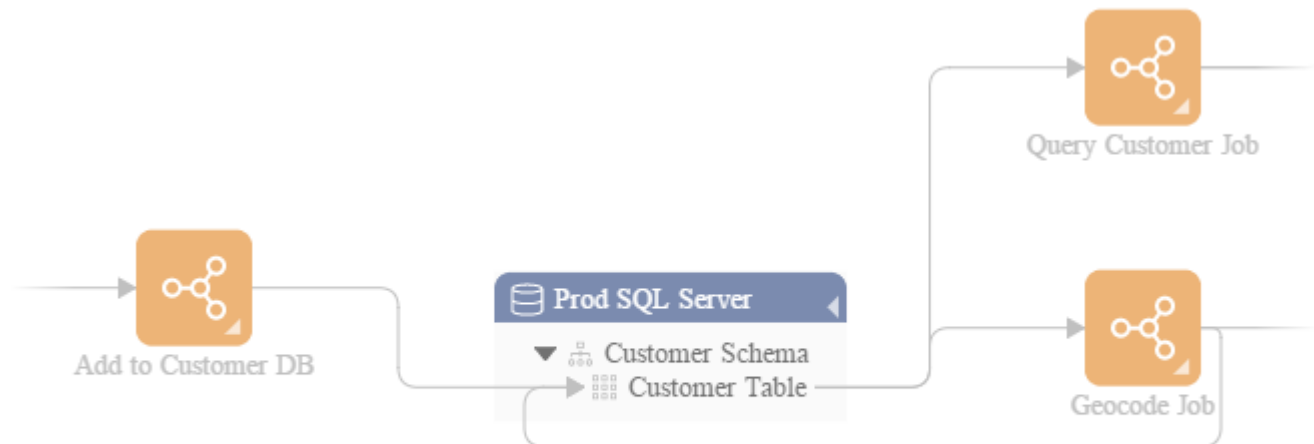 Query Customer Job
Add to Customer DB
Prod SQL Server
Customer Schema
Customer Table
Geocode Job